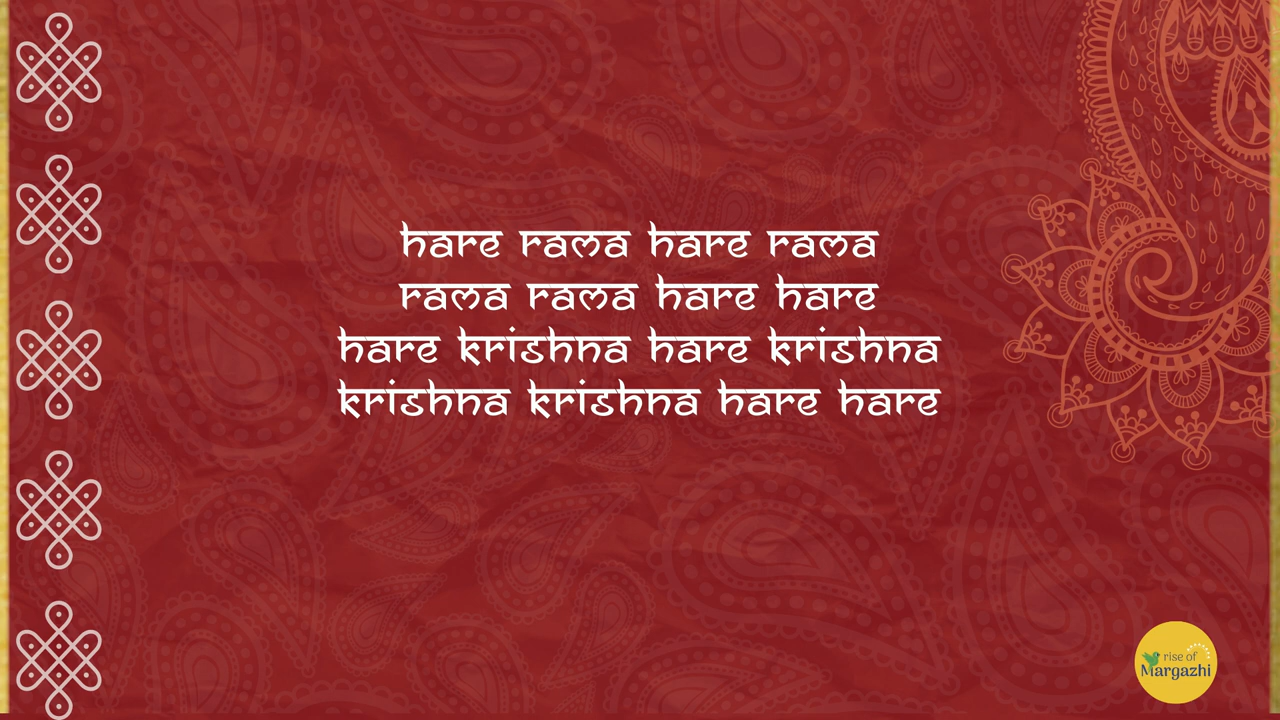 hare rama hare rama
rama rama hare hare
hare krishna hare krishna
krishna krishna hare hare
rise of
Margazhi